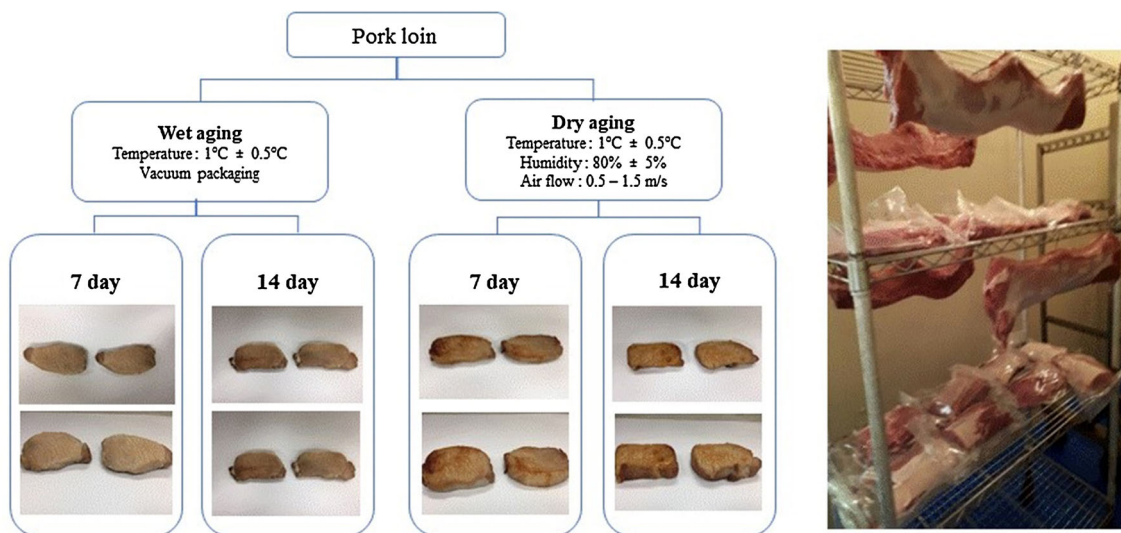 Pork loin
Wet aging
Temperature : 1℃ ± 0.5℃
Vacuum packaging
Dry aging
Temperature : 1℃ ± 0.5℃
Humidity : 80% ± 5%
Air flow : 0.5 – 1.5 m/s
7 day
14 day
7 day
14 day